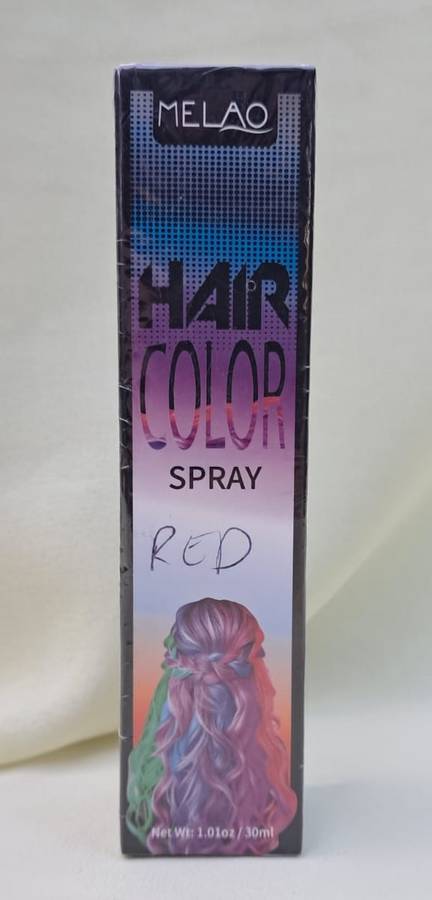 MELAO
HAIR
COLOR
SPRAY
RED
Net Wt: 1.01oz / 30ml